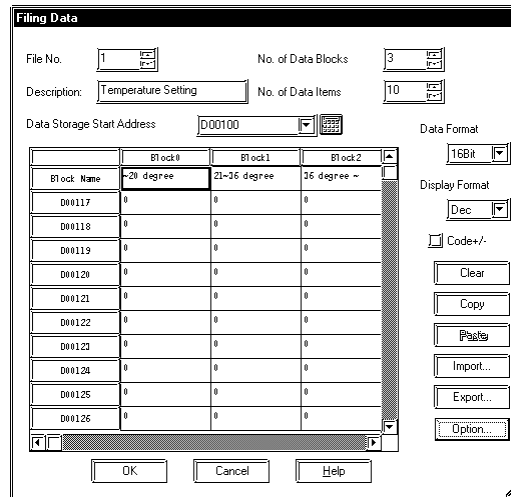 Filing Data
File No. 1 No. of Data Blocks 3
Description: Temperature Setting No. of Data Items 10
Data Storage Start Address D00100
Data Format
16Bit
Display Format
Dec
Code+/-
Block0 Block1 Block2
Block Name ~20 degree 21~36 degree 36 degree ~
D00117 0 0 0
D00118 0 0 0
D00119 0 0 0
D00120 0 0 0
D00121 0 0 0
D00122 0 0 0
D00123 0 0 0
D00124 0 0 0
D00125 0 0 0
D00126 0 0 0
Clear
Copy
Paste
Import...
Export...
Option...
OK Cancel Help